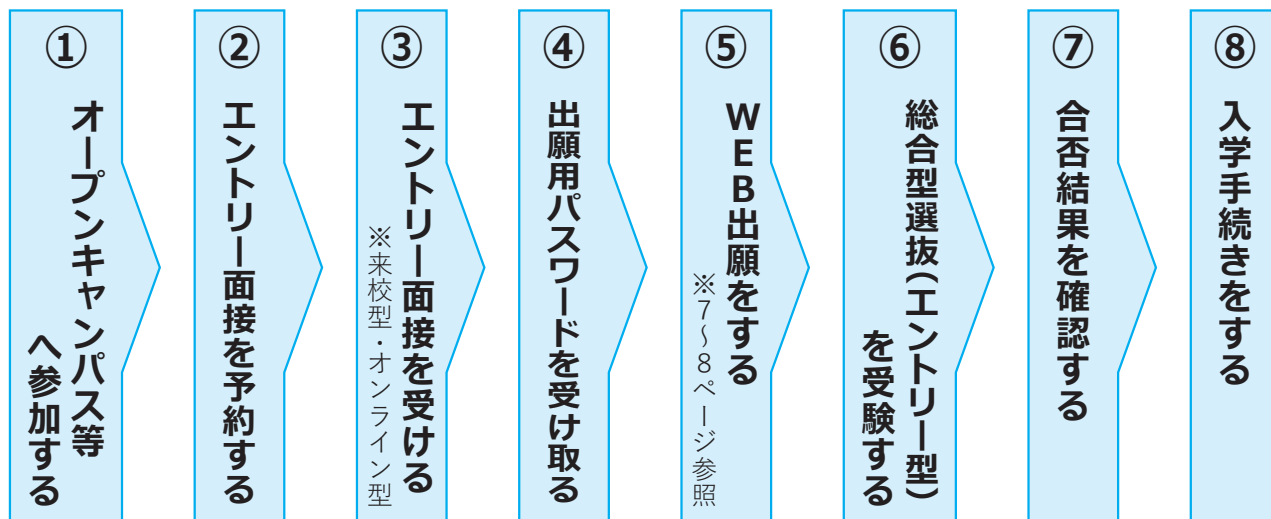 ①
オープンキャンパス等
へ参加する
②
エントリー面接を予約する
③
エントリー面接を受ける
※来校型・オンライン型
④
出願用パスワードを受け取る
⑤
WEB出願をする
※7~8ページ参照
⑥
総合型選抜(エントリー型)
を受験する
⑦
合否結果を確認する
⑧
入学手続きをする